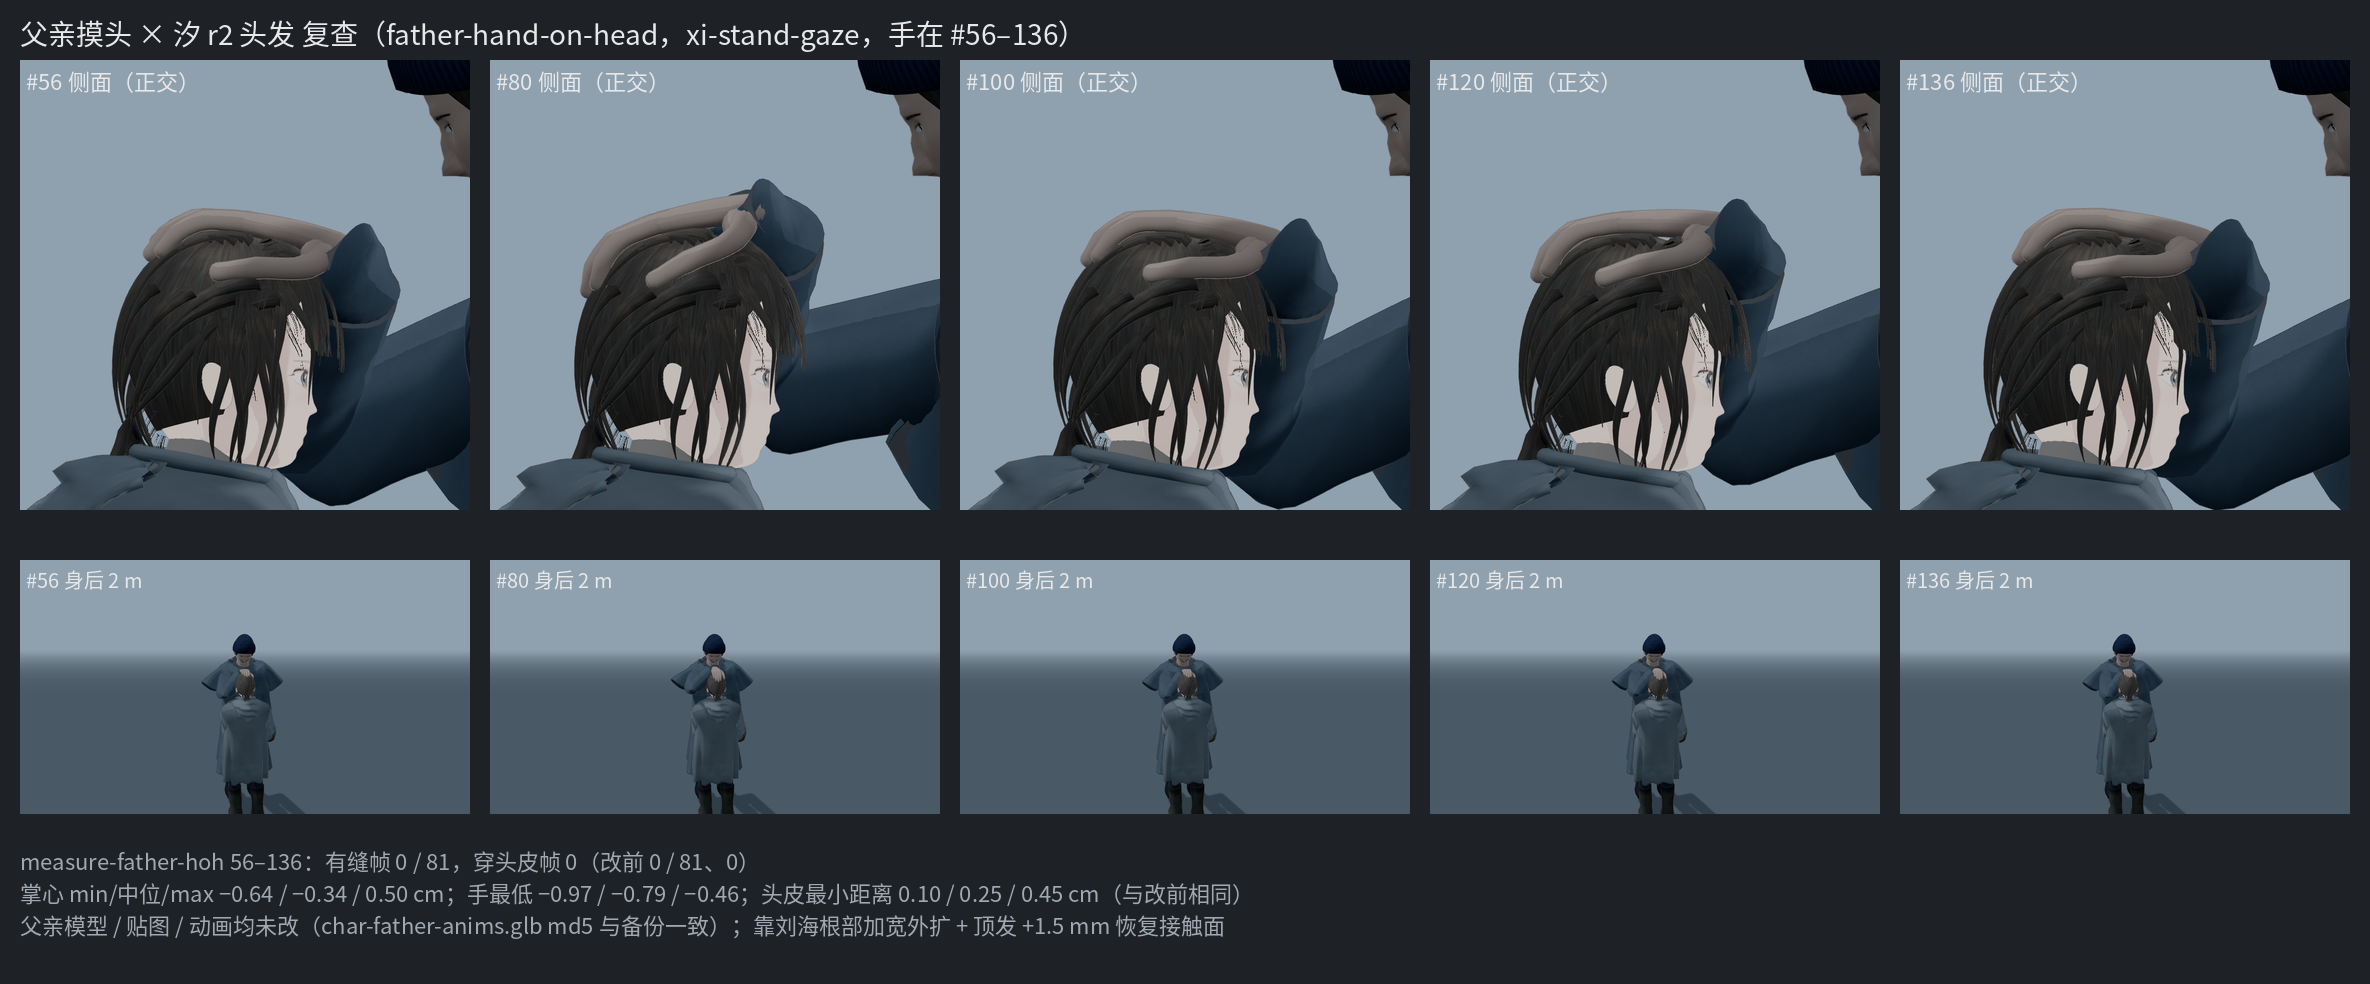 父亲摸头 × 汐 r2 头发 复查（father-hand-on-head，xi-stand-gaze，手在 #56–136）
#56 侧面（正交）
#80 侧面（正交）
#100 侧面（正交）
#120 侧面（正交）
#136 侧面（正交）
#56 身后 2 m
#80 身后 2 m
#100 身后 2 m
#120 身后 2 m
#136 身后 2 m
measure-father-hoh 56–136：有缝帧 0 / 81，穿头皮帧 0（改前 0 / 81、0）
掌心 min/中位/max −0.64 / −0.34 / 0.50 cm；手最低 −0.97 / −0.79 / −0.46；头皮最小距离 0.10 / 0.25 / 0.45 cm（与改前相同）
父亲模型 / 贴图 / 动画均未改（char-father-anims.glb md5 与备份一致）；靠刘海根部加宽外扩 + 顶发 +1.5 mm 恢复接触面